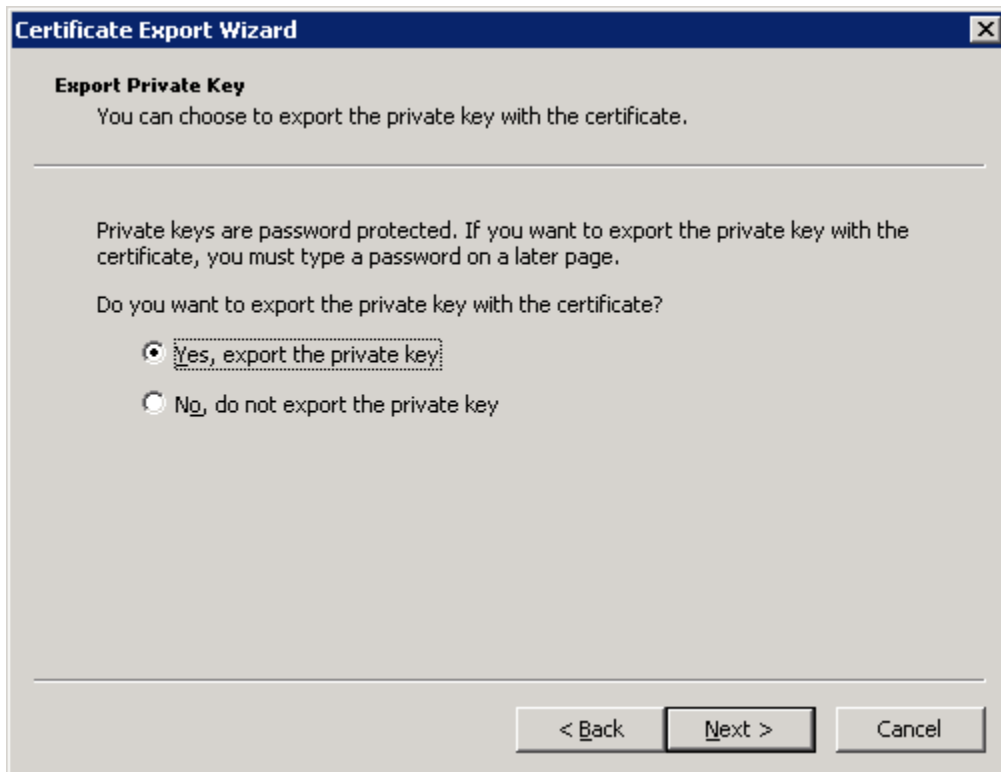 Certificate Export Wizard
Export Private Key
You can choose to export the private key with the certificate.
Private keys are password protected. If you want to export the private key with the
certificate, you must type a password on a later page.
Do you want to export the private key with the certificate?
Yes, export the private key
No, do not export the private key
< Back Next > Cancel